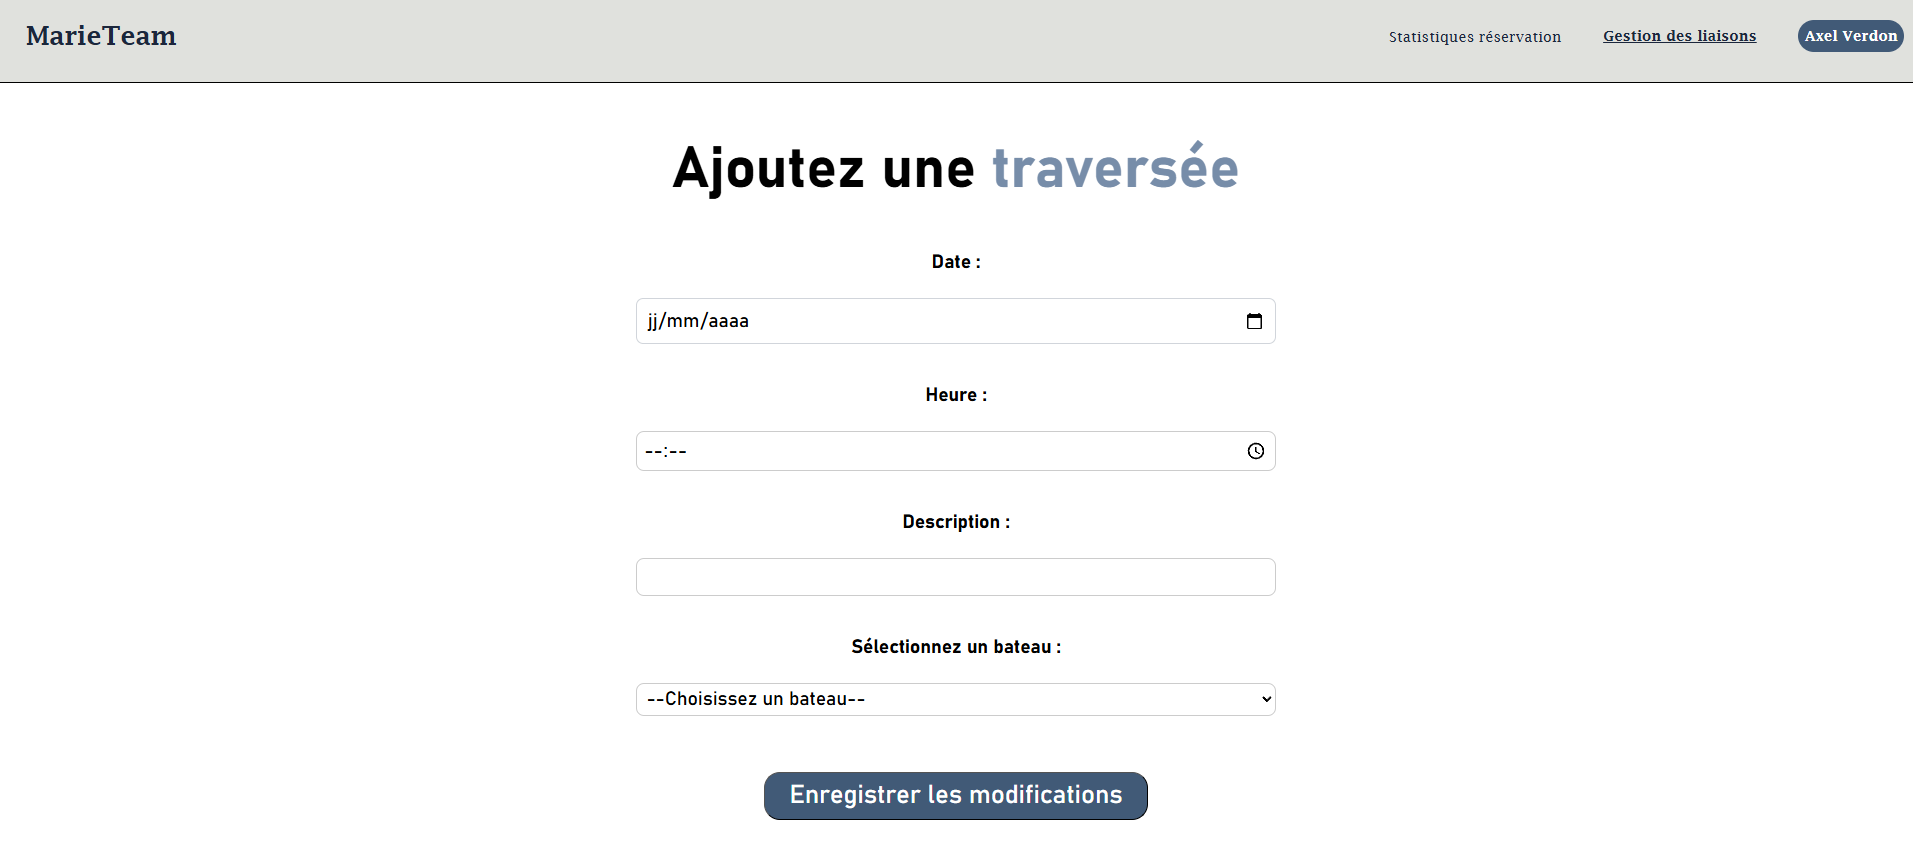 MarieTeam
Statistiques réservation
Gestion des liaisons
Axel Verdon
Ajoutez une traversée
Date :
jj/mm/aaaa
Heure :
--:--
Description :
Sélectionnez un bateau :
--Choisissez un bateau--
Enregistrer les modifications